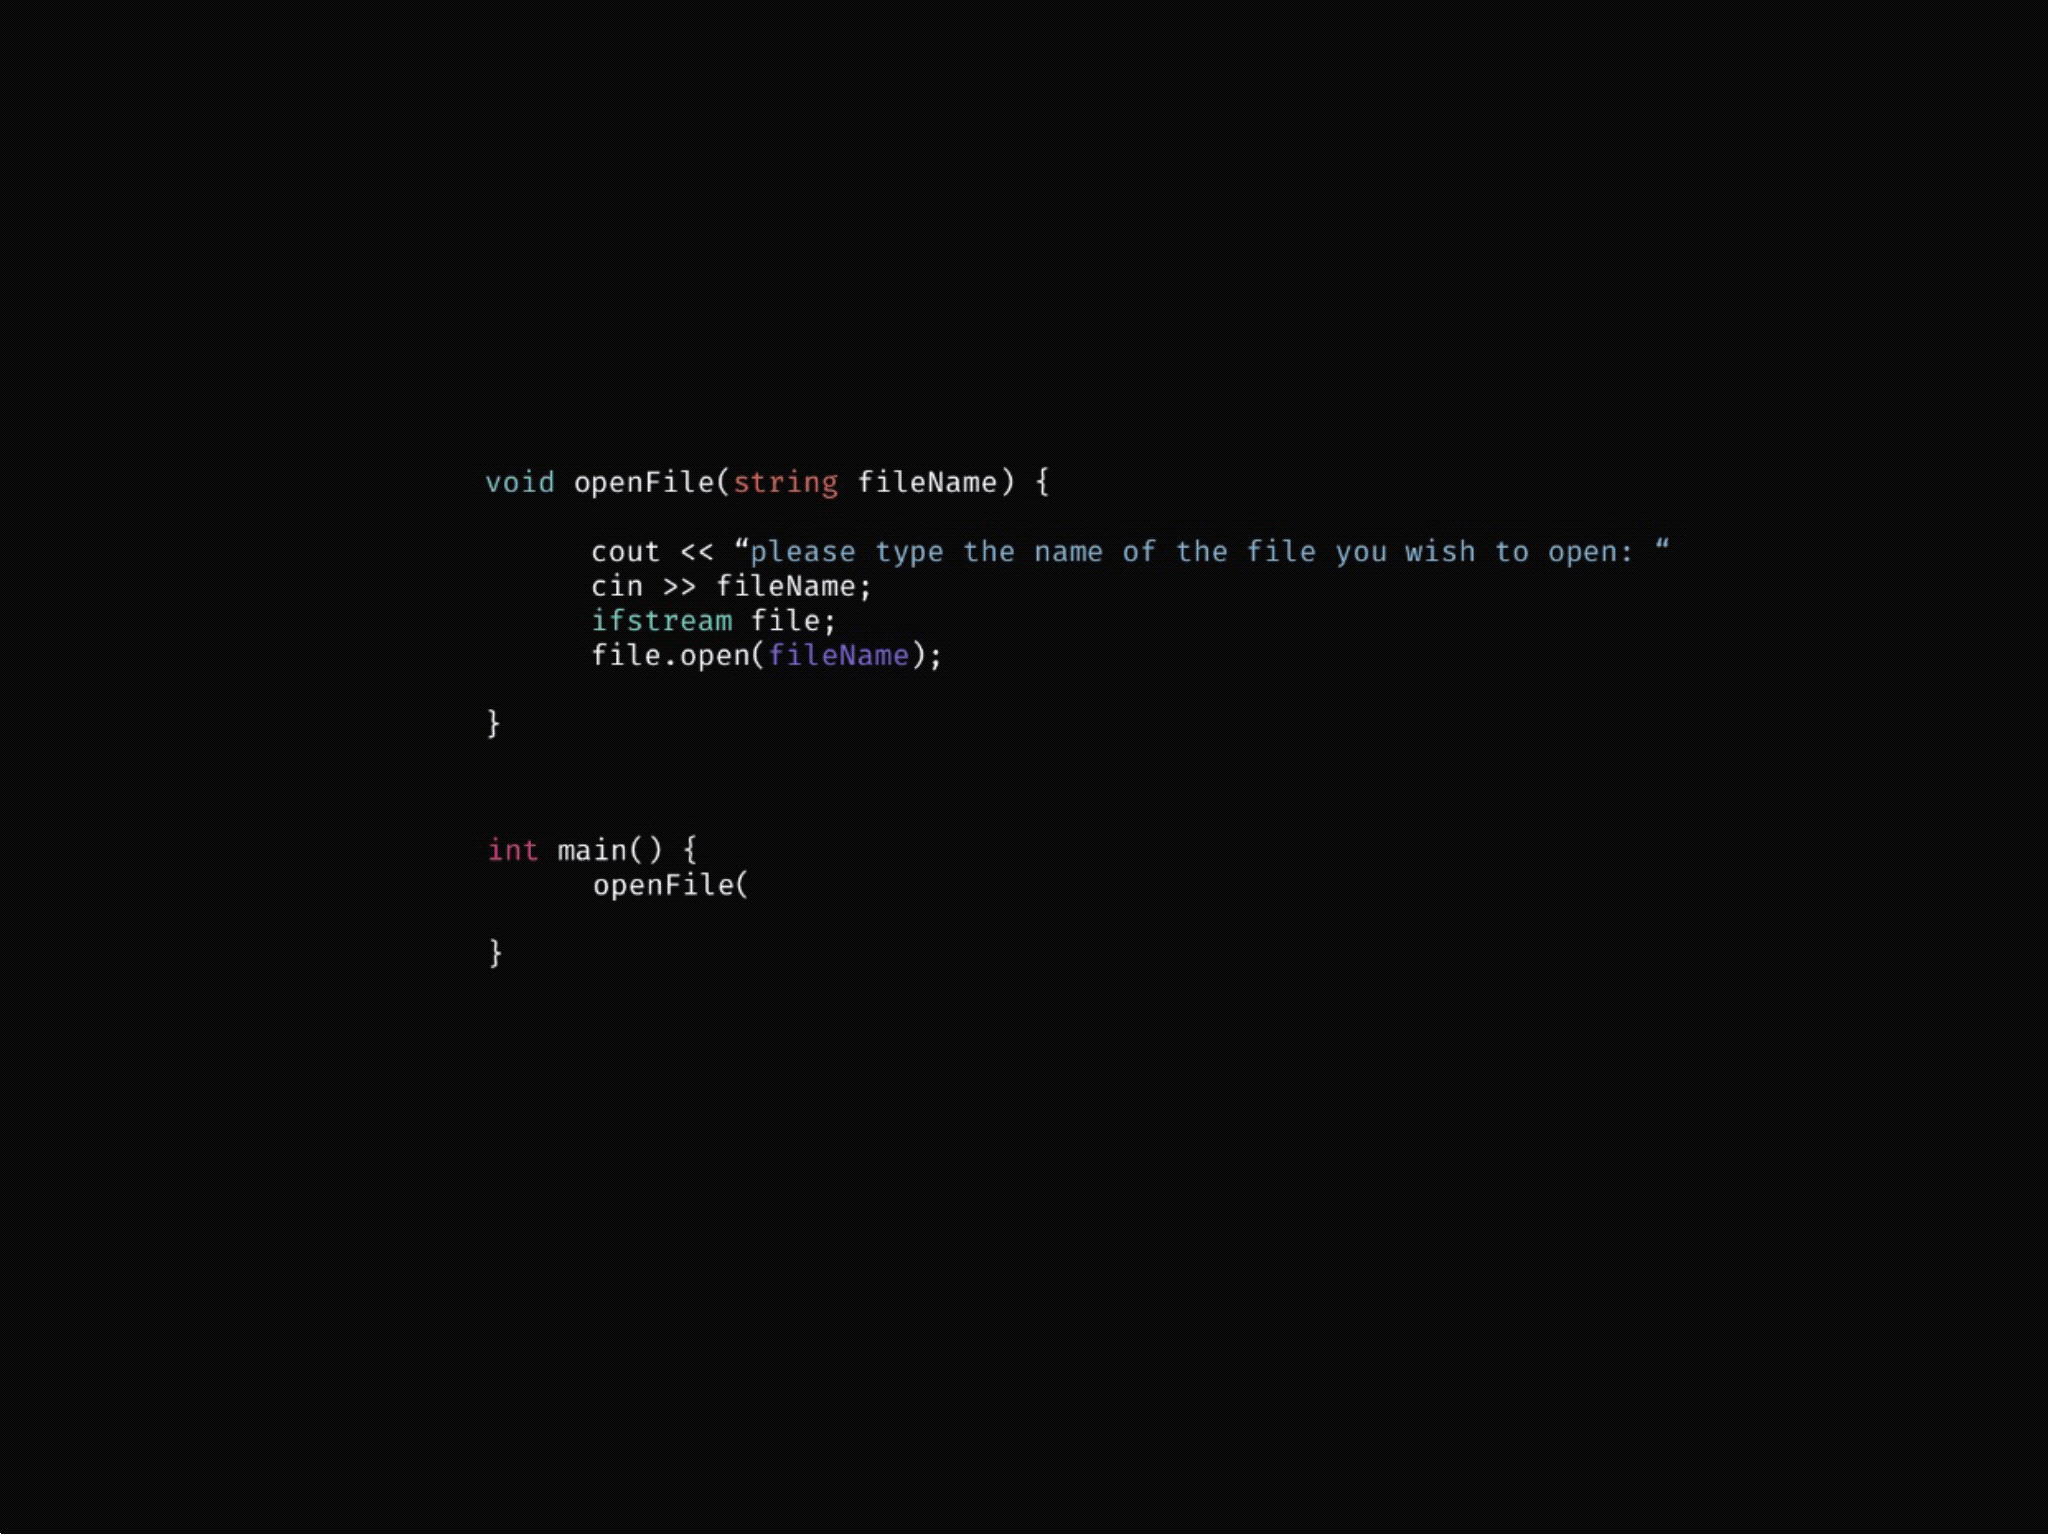 void openFile(string fileName) {
cout << “please type the name of the file you wish to open: “
cin >> fileName;
ifstream file;
file.open(fileName);
}
int main() {
openFile(
}